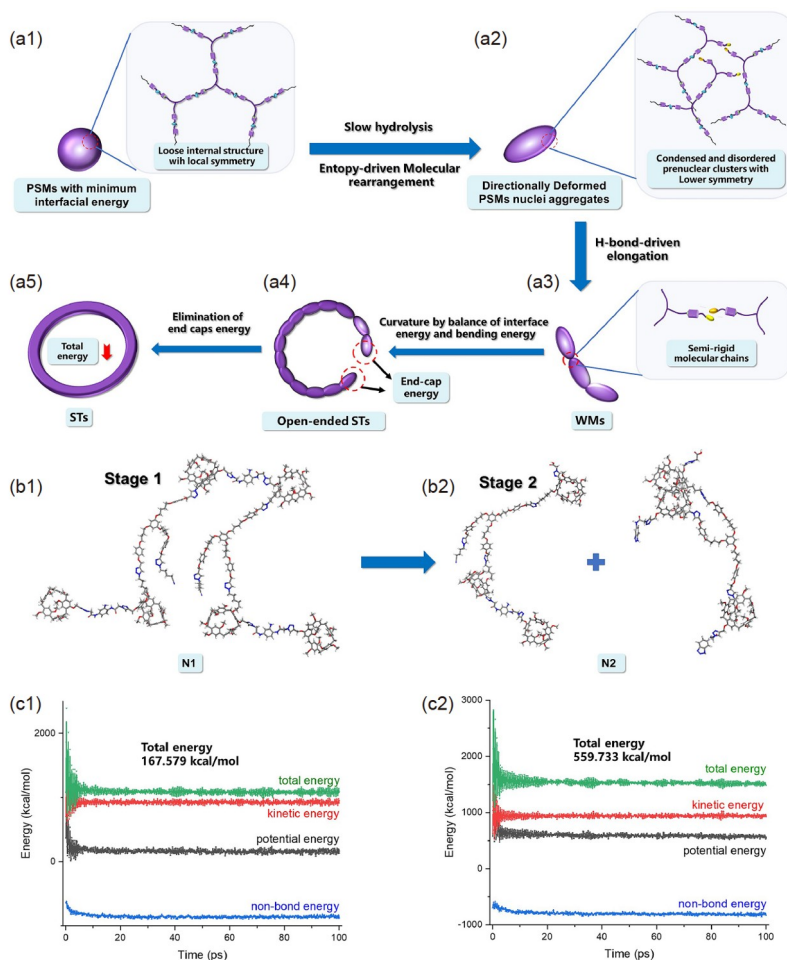 (a1)
Loose internal structure
wih local symmetry
PSMs with minimum
interfacial energy
Slow hydrolysis
Entropy-driven Molecular
rearrangement
(a2)
Directionally Deformed
PSMs nuclei aggregates
Condensed and disordered
prenuclear clusters with
Lower symmetry
H-bond-driven
elongation
(a3)
Semi-rigid
molecular chains
WMs
Curvature by balance of interface
energy and bending energy
(a4)
End-cap
energy
Open-ended STs
Elimination of
end caps energy
(a5)
Total
energy
STs
(b1)
Stage 1
N1
(b2)
Stage 2
N2
(c1)
Total energy
167.579 kcal/mol
total energy
kinetic energy
potential energy
non-bond energy
Energy (kcal/mol)
2000
0
0
20
40
60
80
100
Time (ps)
(c2)
Total energy
559.733 kcal/mol
total energy
kinetic energy
potential energy
non-bond energy
Energy (kcal/mol)
3000
2000
1000
0
-1000
0
20
40
60
80
100
Time (ps)